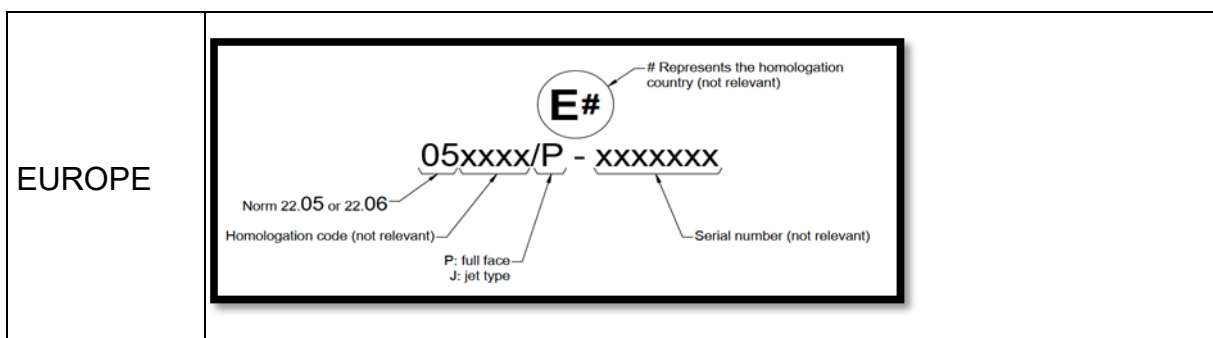 EUROPE
# Represents the homologation
country (not relevant)
E#
05xxxx/P - xxxxxxx
Norm 22.05 or 22.06
Homologation code (not relevant)
Serial number (not relevant)
P: full face
J: jet type